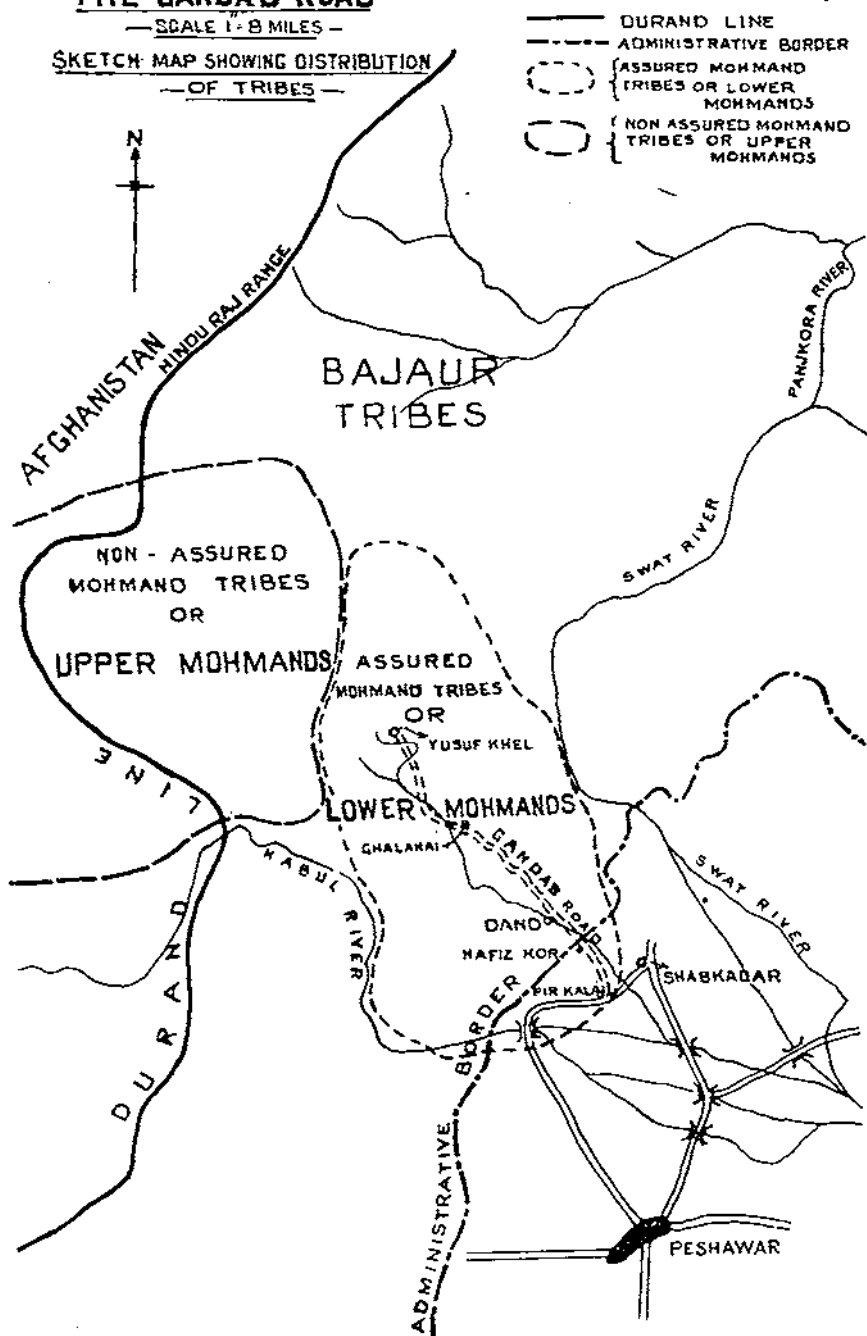 THE GANDAB ROAD
— SCALE 1"= 8 MILES —
SKETCH MAP SHOWING DISTRIBUTION
— OF TRIBES —
DURAND LINE
ADMINISTRATIVE BORDER
ASSURED MOHMAND
TRIBES OR LOWER
MOHMANDS
NON ASSURED MOHMAND
TRIBES OR UPPER
MOHMANDS
N
HINDU RAJ RANGE
AFGHANISTAN
BAJAUR
TRIBES
PANJKORA RIVER
SWAT RIVER
NON - ASSURED
MOHMAND TRIBES
OR
UPPER MOHMANDS
ASSURED
MOHMAND TRIBES
OR
YUSUF KHEL
LOWER MOHMANDS
GHALANAI
GANDAB ROAD
KABUL RIVER
DURAND LINE
DAND
HAFIZ KOR
PIR KALAI
SHABKADAR
SWAT RIVER
ADMINISTRATIVE BORDER
PESHAWAR